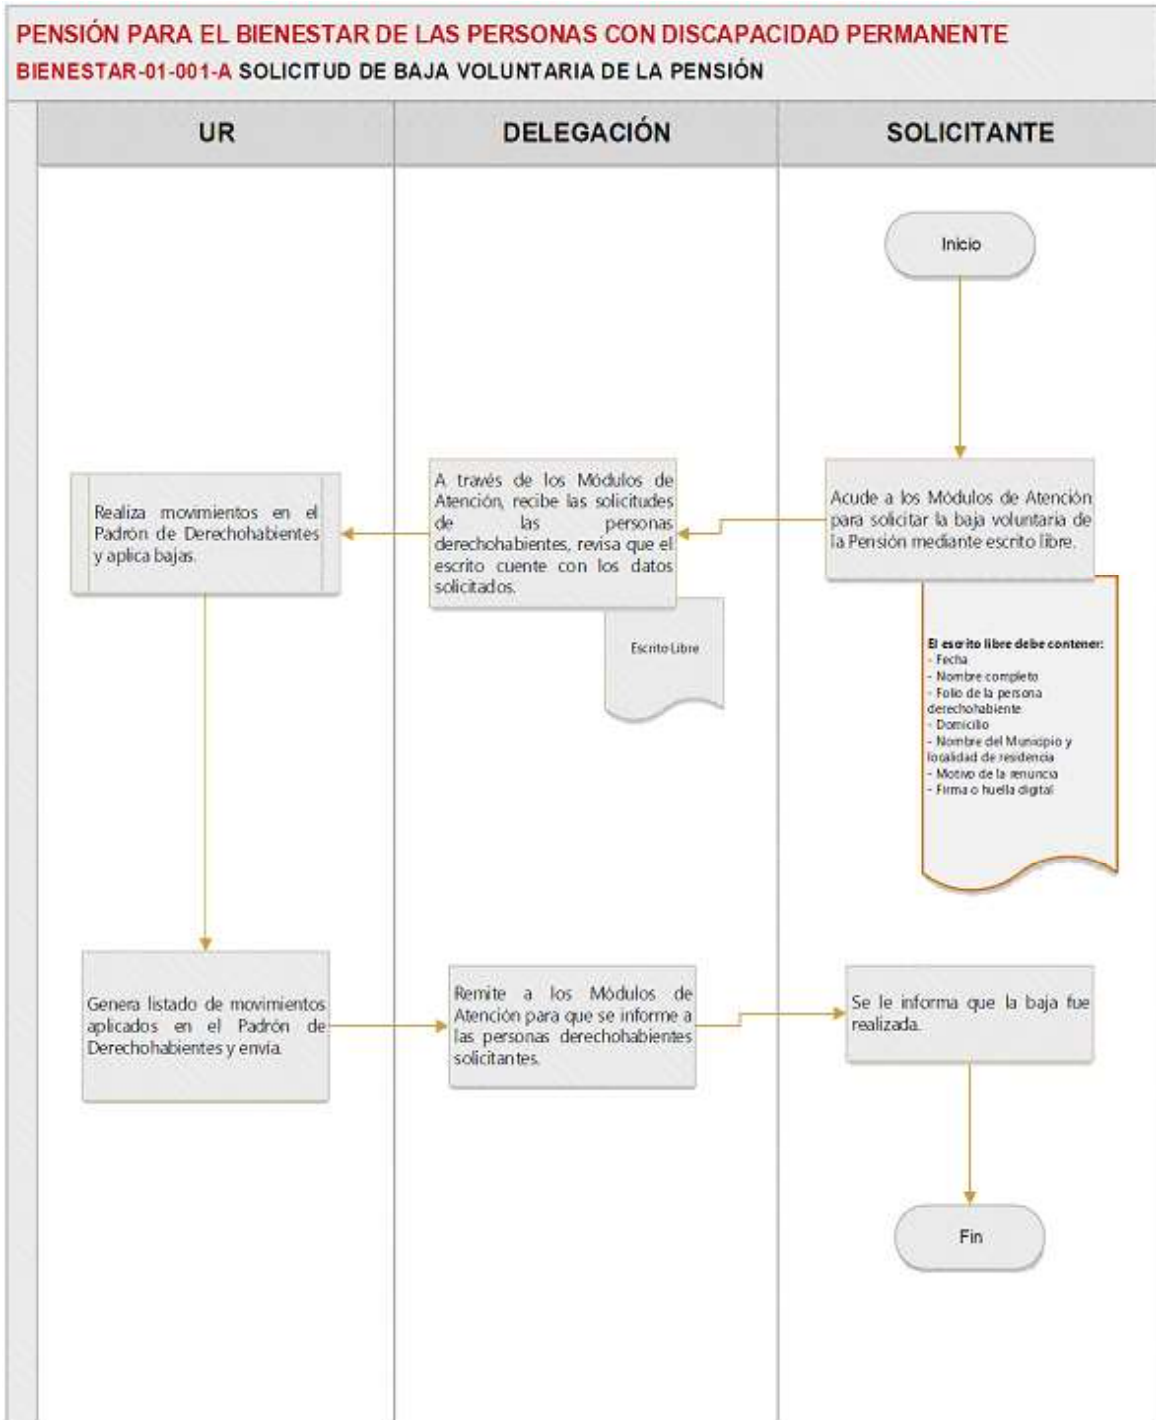 PENSIÓN PARA EL BIENESTAR DE LAS PERSONAS CON DISCAPACIDAD PERMANENTE
BIENESTAR-01-001-A SOLICITUD DE BAJA VOLUNTARIA DE LA PENSIÓN
UR
DELEGACIÓN
SOLICITANTE
Inicio
Acude a los Módulos de Atención
para solicitar la baja voluntaria de
la Pensión mediante escrito libre.
El escrito libre debe contener:
- Fecha
- Nombre completo
- Folio de la persona
derechohabiente
- Domicilio
- Nombre del Municipio y
localidad de residencia
- Motivo de la renuncia
- Firma o huella digital
A través de los Módulos de
Atención, recibe las solicitudes
de las personas
derechohabientes, revisa que el
escrito cuente con los datos
solicitados.
Escrito Libre
Realiza movimientos en el
Padrón de Derechohabientes
y aplica bajas.
Genera listado de movimientos
aplicados en el Padrón de
Derechohabientes y envía.
Remite a los Módulos de
Atención para que se informe a
las personas derechohabientes
solicitantes.
Se le informa que la baja fue
realizada.
Fin